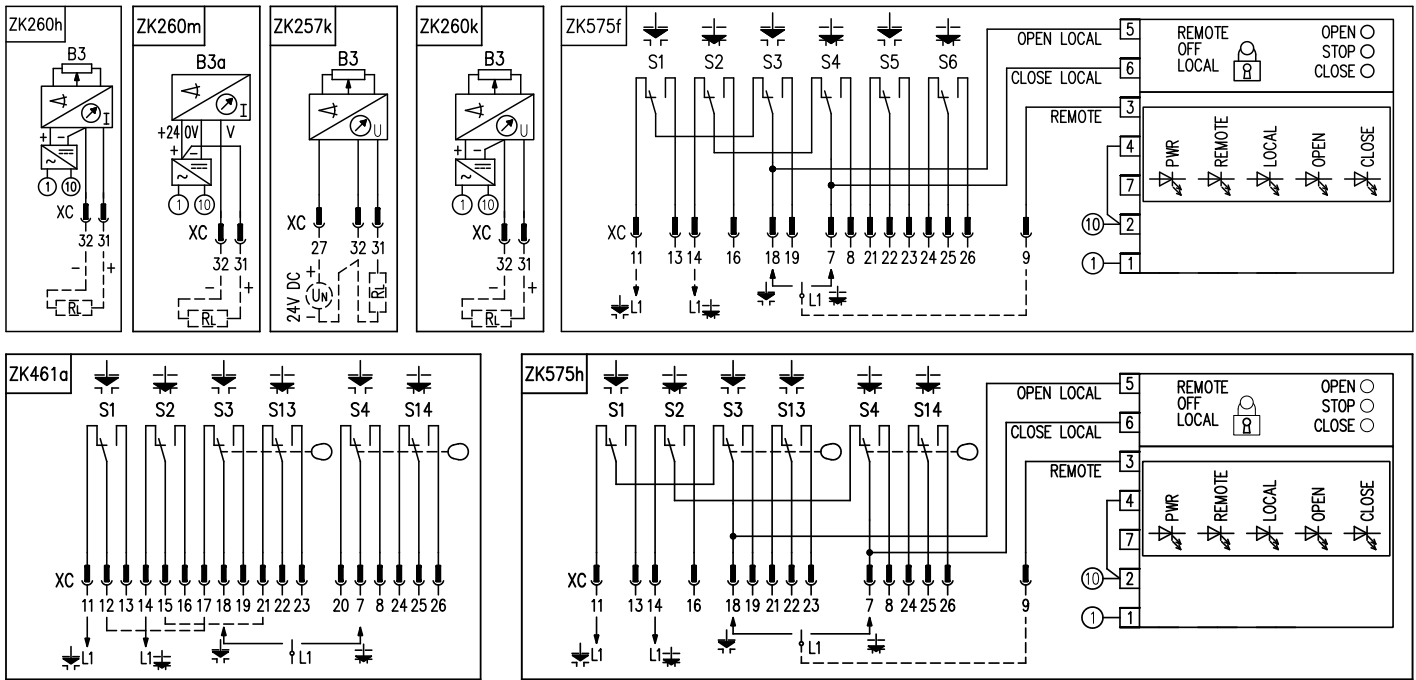 ZK260h
B3
I
+ −
~
1 10
XC
32 31
− +
RL
ZK260m
B3a
I
+24 0V V
+ −
~
1 10
XC
32 31
− +
RL
ZK257k
B3
U
XC
27 32 31
+
24V DC UN RL
−
ZK260k
B3
U
+ −
~
1 10
XC
32 31
− +
RL
ZK575f
S1 S2 S3 S4 S5 S6
XC
11 13 14 16 18 19 7 8 21 22 23 24 25 26 9
L1 L1 L1
OPEN LOCAL 5
CLOSE LOCAL 6
REMOTE 3
4
7
10 2
1 1
REMOTE OPEN
OFF STOP
LOCAL CLOSE
PWR REMOTE LOCAL OPEN CLOSE
ZK461a
S1 S2 S3 S13 S4 S14
XC
11 12 13 14 15 16 17 18 19 21 22 23 20 7 8 24 25 26
L1 L1 L1
ZK575h
S1 S2 S3 S13 S4 S14
XC
11 13 14 16 18 19 21 22 23 7 8 24 25 26 9
L1 L1 L1
OPEN LOCAL 5
CLOSE LOCAL 6
REMOTE 3
4
7
10 2
1 1
REMOTE OPEN
OFF STOP
LOCAL CLOSE
PWR REMOTE LOCAL OPEN CLOSE